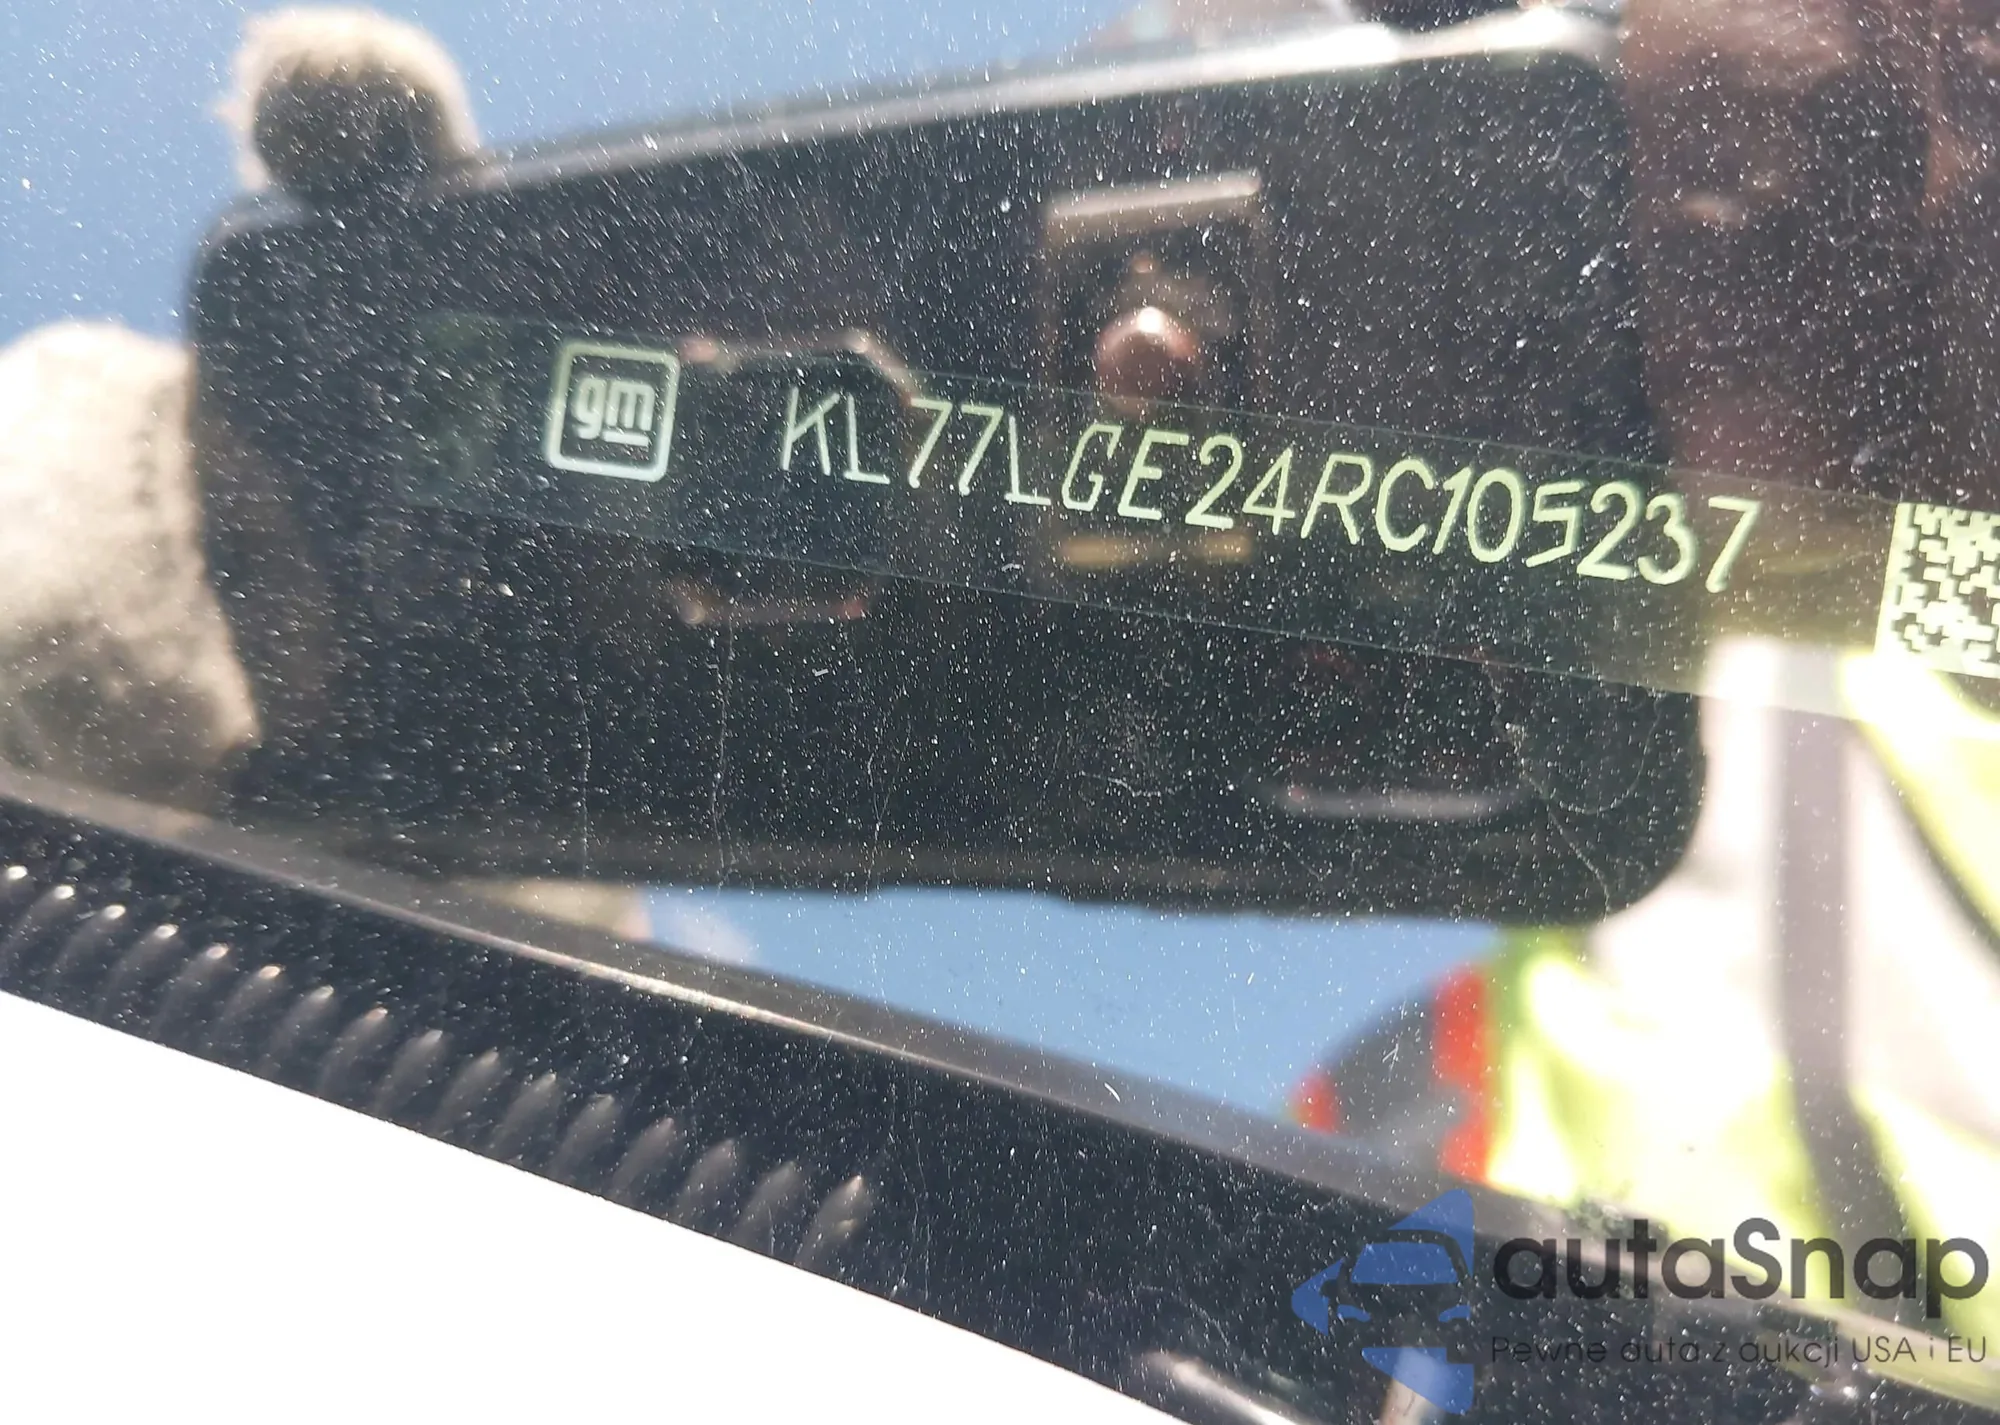 gm KL77LGE24RC105237
autaSnap
Pewne auta z aukcji USA i EU